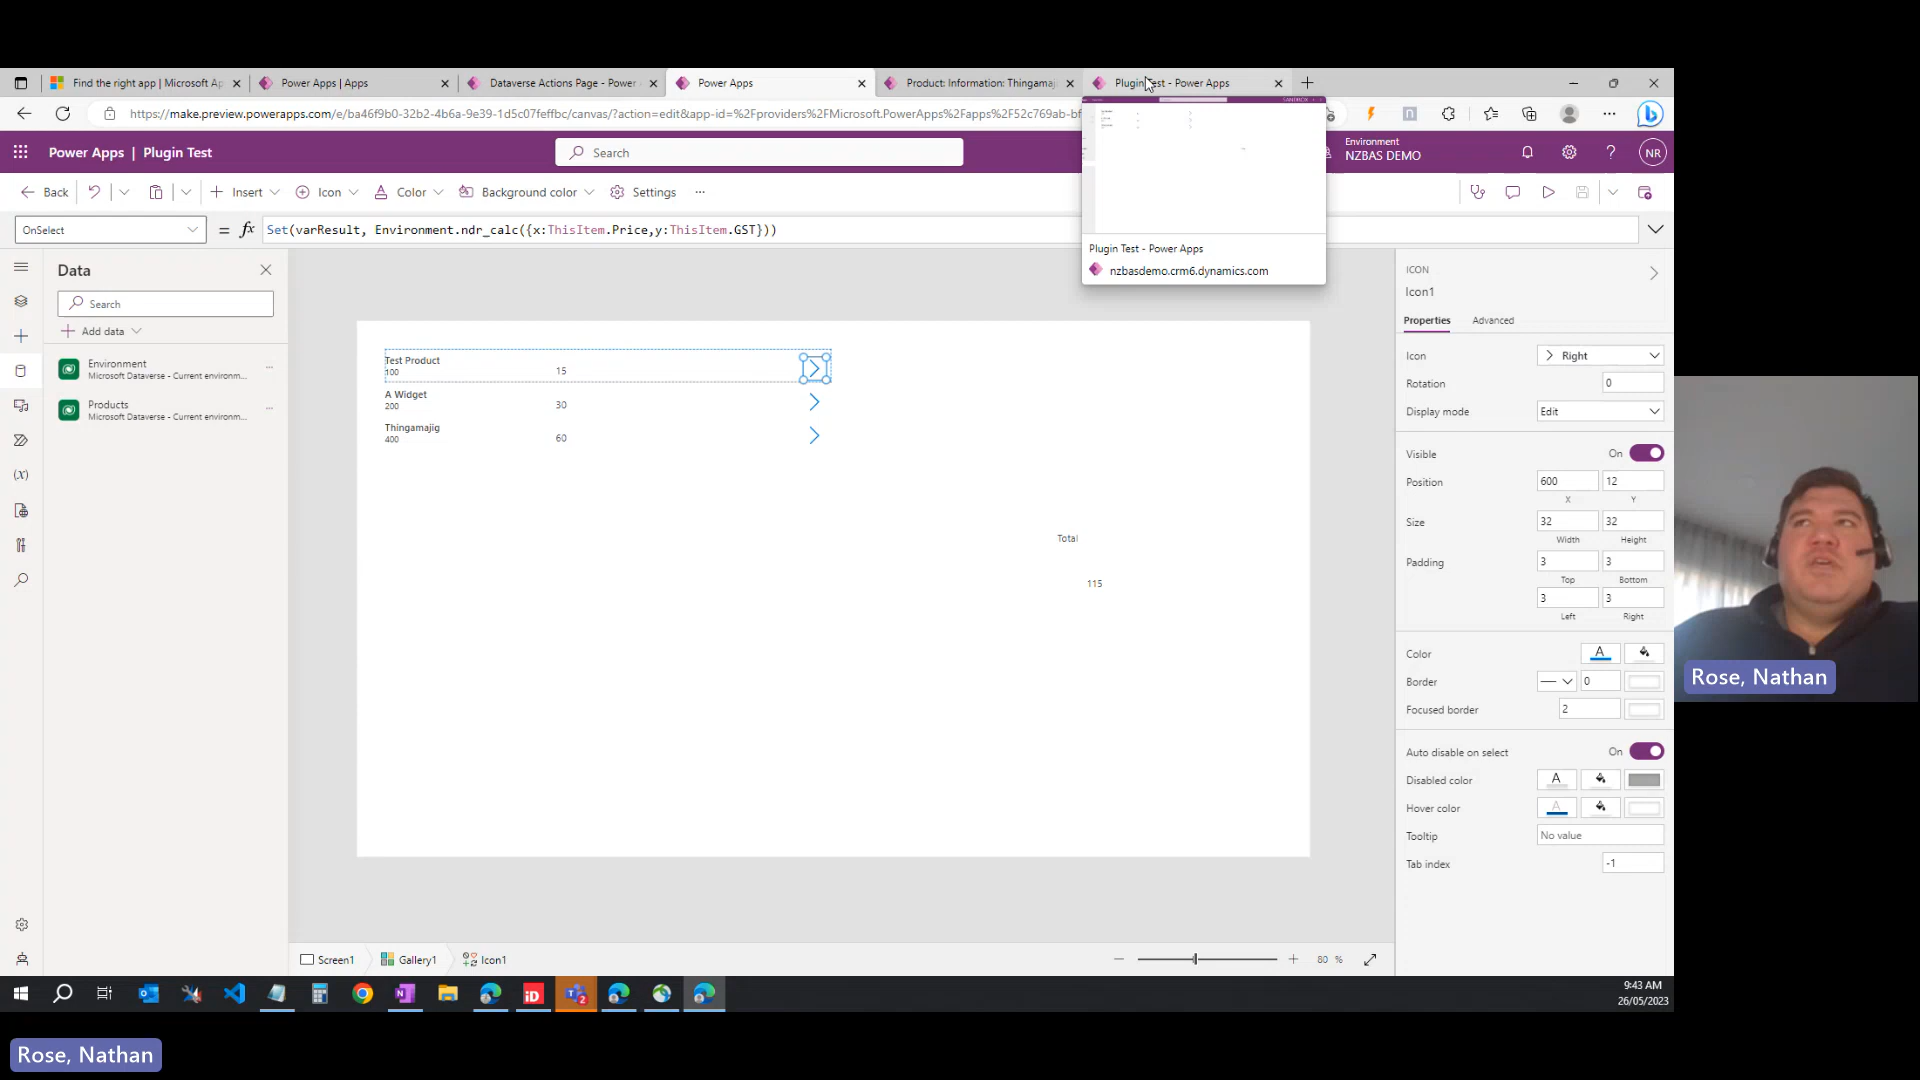 Find the right app | Microsoft Ap
Power Apps | Apps
Dataverse Actions Page - Power
Power Apps
Product: Information: Thingamaji
Plugin Test - Power Apps
https://make.preview.powerapps.com/e/ba46f9b0-32b2-4b6a-9e39-1d5c07feffbc/canvas/?action=edit&app-id=%2Fproviders%2FMicrosoft.PowerApps%2Fapps%2F52c769ab-bf
Power Apps | Plugin Test
Search
SANDBOX
Environment
NZBAS DEMO
NR
Back
Insert
Icon
Color
Background color
Settings
OnSelect
= fx Set(varResult, Environment.ndr_calc({x:ThisItem.Price,y:ThisItem.GST}))
Plugin Test - Power Apps
nzbasdemo.crm6.dynamics.com
Data
Search
Add data
Environment
Microsoft Dataverse - Current environm...
Products
Microsoft Dataverse - Current environm...
Test Product
100
15
A Widget
200
30
Thingamajig
400
60
Total
115
ICON
Icon1
Properties
Advanced
Icon
Right
Rotation
0
Display mode
Edit
Visible
On
Position
600
12
X
Y
Size
32
32
Width
Height
Padding
3
3
Top
Bottom
3
3
Left
Right
Color
Border
0
Focused border
2
Auto disable on select
On
Disabled color
Hover color
Tooltip
No value
Tab index
-1
Screen1
Gallery1
Icon1
80 %
9:43 AM
26/05/2023
Rose, Nathan
Rose, Nathan